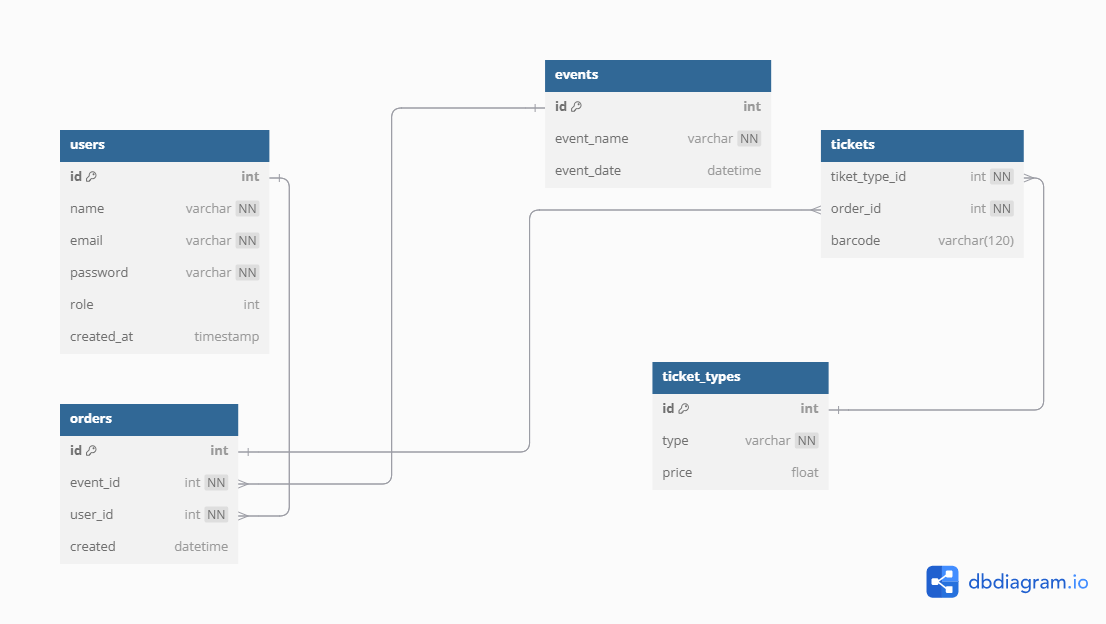 events
id int
event_name varchar NN
event_date datetime
users
id int
name varchar NN
email varchar NN
password varchar NN
role int
created_at timestamp
tickets
tiket_type_id int NN
order_id int NN
barcode varchar(120)
ticket_types
id int
type varchar NN
price float
orders
id int
event_id int NN
user_id int NN
created datetime
dbdiagram.io